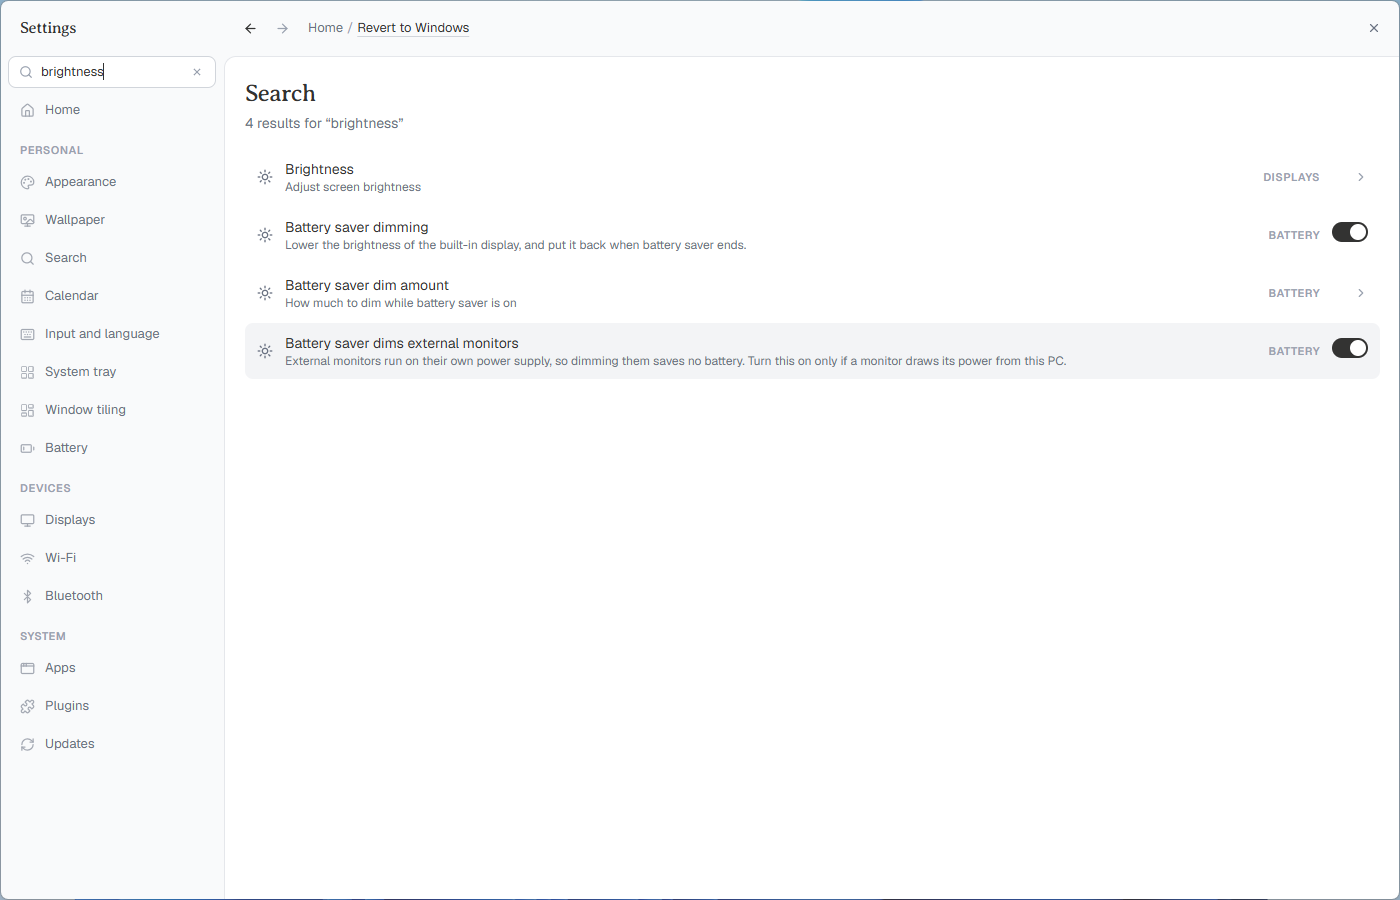 Settings
Home / Revert to Windows
brightness
Home
PERSONAL
Appearance
Wallpaper
Search
Calendar
Input and language
System tray
Window tiling
Battery
DEVICES
Displays
Wi-Fi
Bluetooth
SYSTEM
Apps
Plugins
Updates
Search
4 results for “brightness”
Brightness
Adjust screen brightness
DISPLAYS
Battery saver dimming
Lower the brightness of the built-in display, and put it back when battery saver ends.
BATTERY
Battery saver dim amount
How much to dim while battery saver is on
BATTERY
Battery saver dims external monitors
External monitors run on their own power supply, so dimming them saves no battery. Turn this on only if a monitor draws its power from this PC.
BATTERY